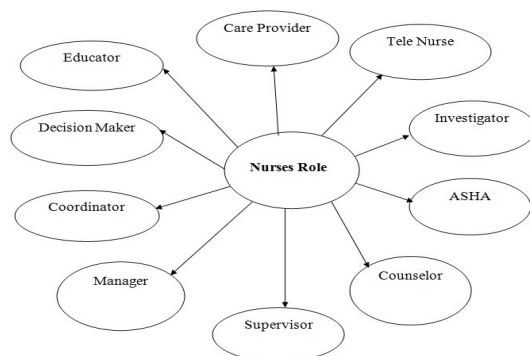 Care Provider
Tele Nurse
Educator
Investigator
Decision Maker
Nurses Role
ASHA
Coordinator
Counselor
Manager
Supervisor